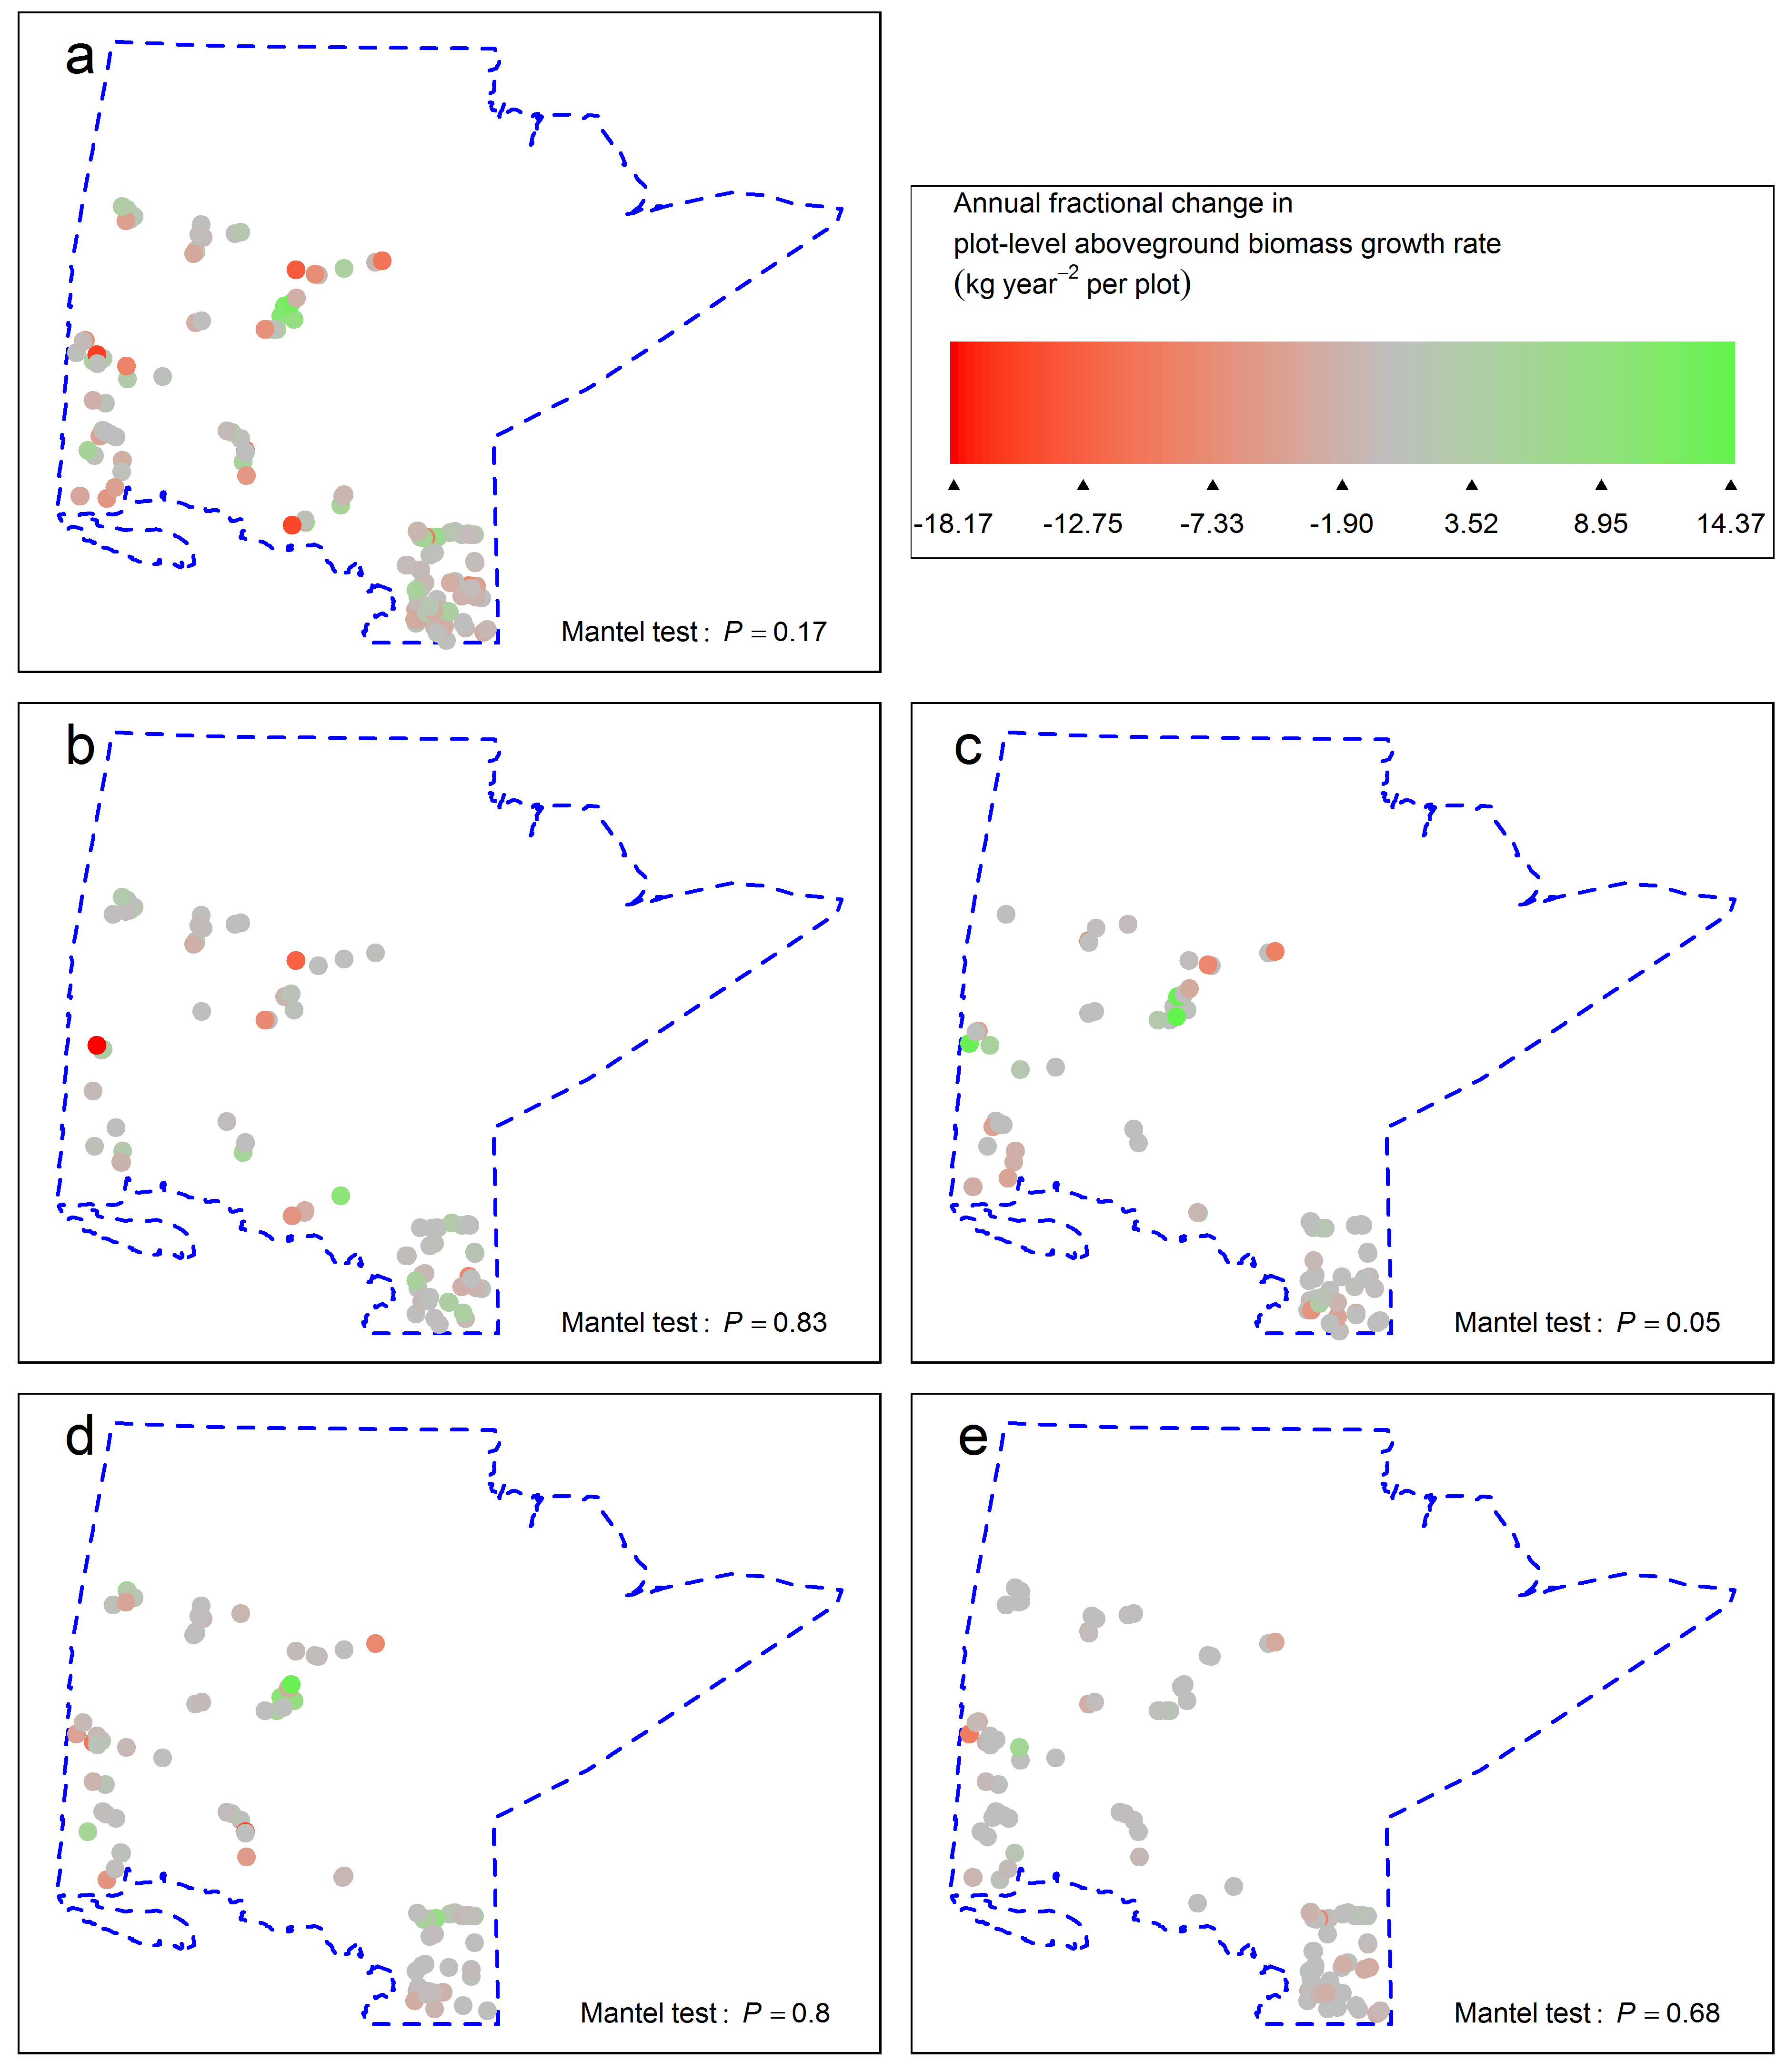 a
Mantel test : P = 0.17
Annual fractional change in
plot-level aboveground biomass growth rate
(kg year⁻² per plot)
-18.17 -12.75 -7.33 -1.90 3.52 8.95 14.37
b
Mantel test : P = 0.83
c
Mantel test : P = 0.05
d
Mantel test : P = 0.8
e
Mantel test : P = 0.68